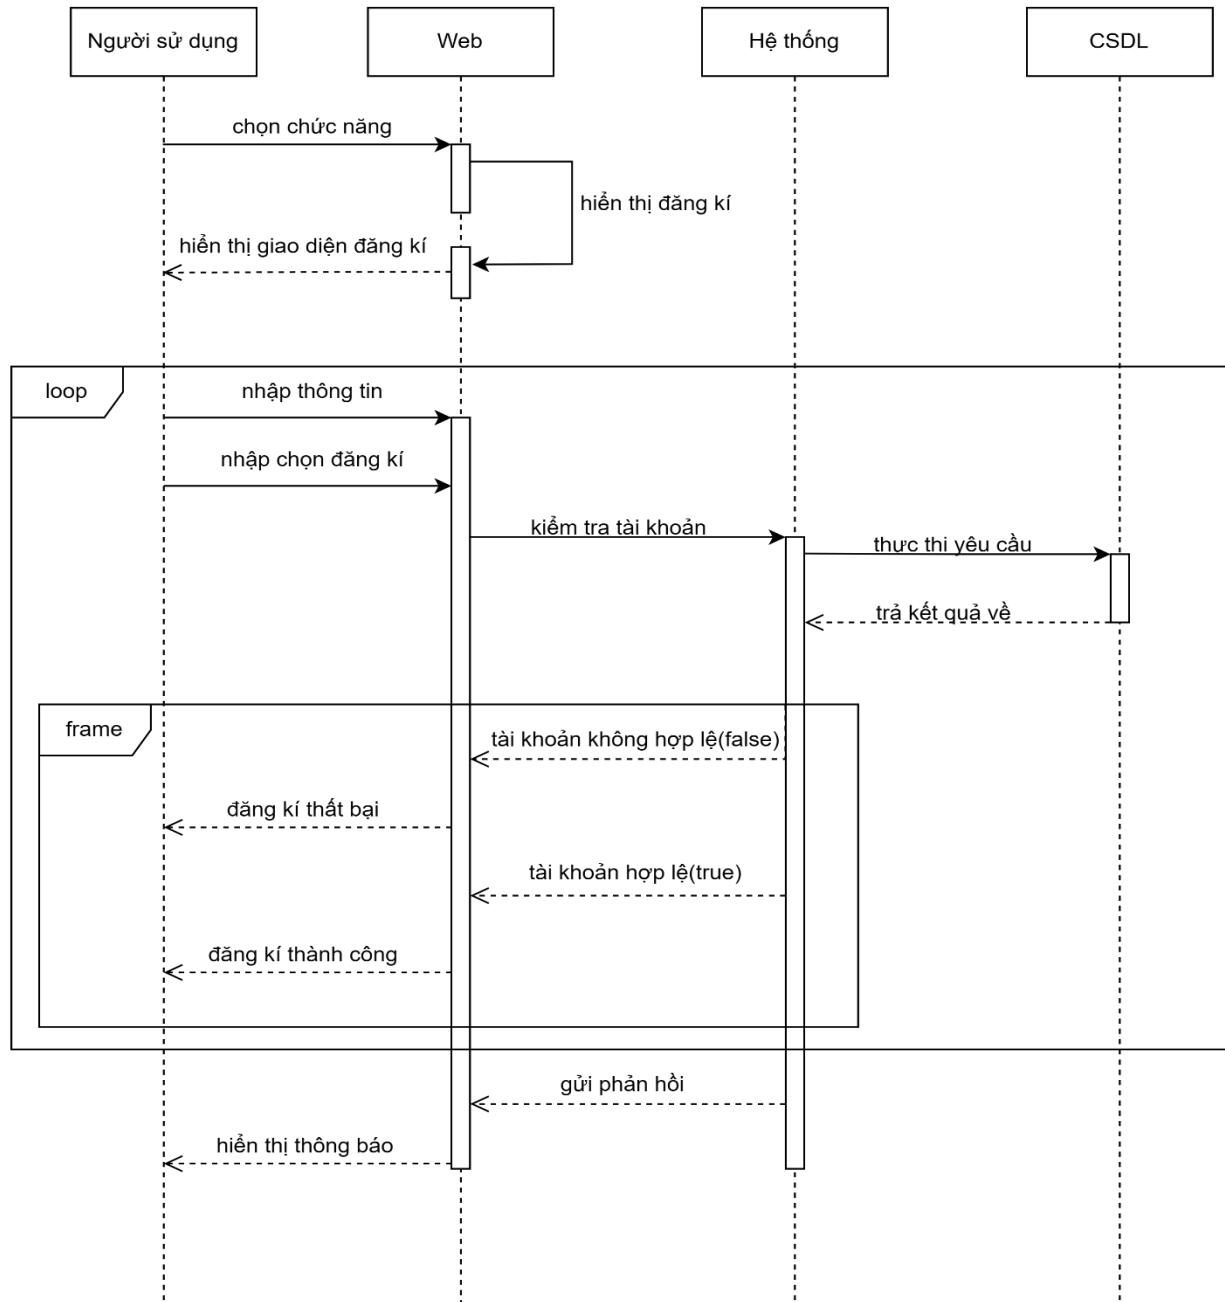 Người sử dụng
Web
Hệ thống
CSDL
chọn chức năng
hiển thị đăng kí
hiển thị giao diện đăng kí
loop
nhập thông tin
nhập chọn đăng kí
kiểm tra tài khoản
thực thi yêu cầu
trả kết quả về
frame
tài khoản không hợp lệ(false)
đăng kí thất bại
tài khoản hợp lệ(true)
đăng kí thành công
gửi phản hồi
hiển thị thông báo